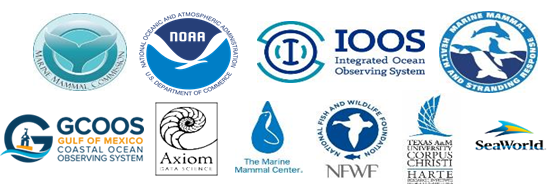 MARINE MAMMAL COMMISSION
NATIONAL OCEANIC AND ATMOSPHERIC ADMINISTRATION
NOAA
U.S. DEPARTMENT OF COMMERCE
IOOS
Integrated Ocean
Observing System
MARINE MAMMAL
HEALTH AND STRANDING RESPONSE
GCOOS
GULF OF MEXICO
COASTAL OCEAN
OBSERVING SYSTEM
Axiom
DATA SCIENCE
The Marine
Mammal Center.
NATIONAL FISH AND WILDLIFE FOUNDATION
NFWF
TEXAS A&M
UNIVERSITY
CORPUS
CHRISTI
HARTE
SeaWorld